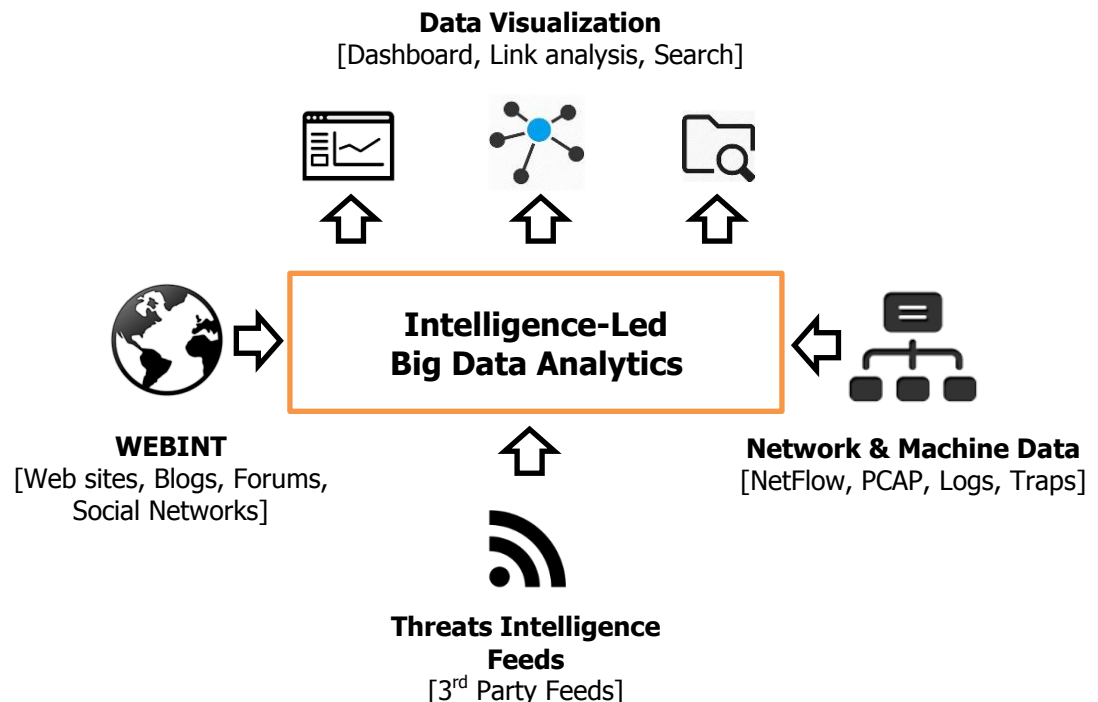 Data Visualization
[Dashboard, Link analysis, Search]
Intelligence-Led
Big Data Analytics
WEBINT
[Web sites, Blogs, Forums,
Social Networks]
Network & Machine Data
[NetFlow, PCAP, Logs, Traps]
Threats Intelligence
Feeds
[3rd Party Feeds]